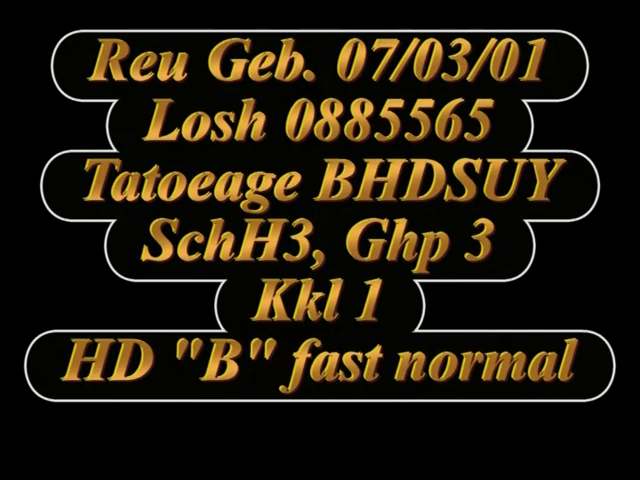 Reu Geb. 07/03/01
Losh 0885565
Tatoeage BHDSUY
SchH3, Ghp 3
Kkl 1
HD "B" fast normal